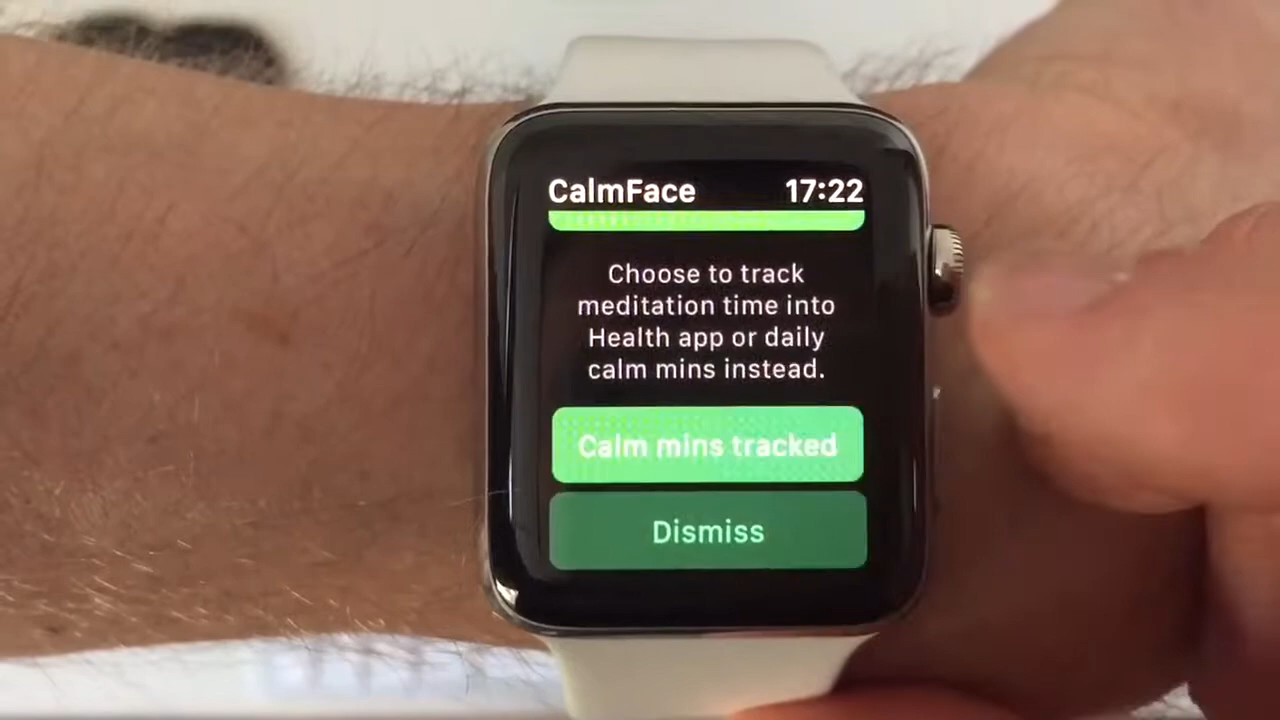 CalmFace 17:22
Choose to track
meditation time into
Health app or daily
calm mins instead.
Calm mins tracked
Dismiss